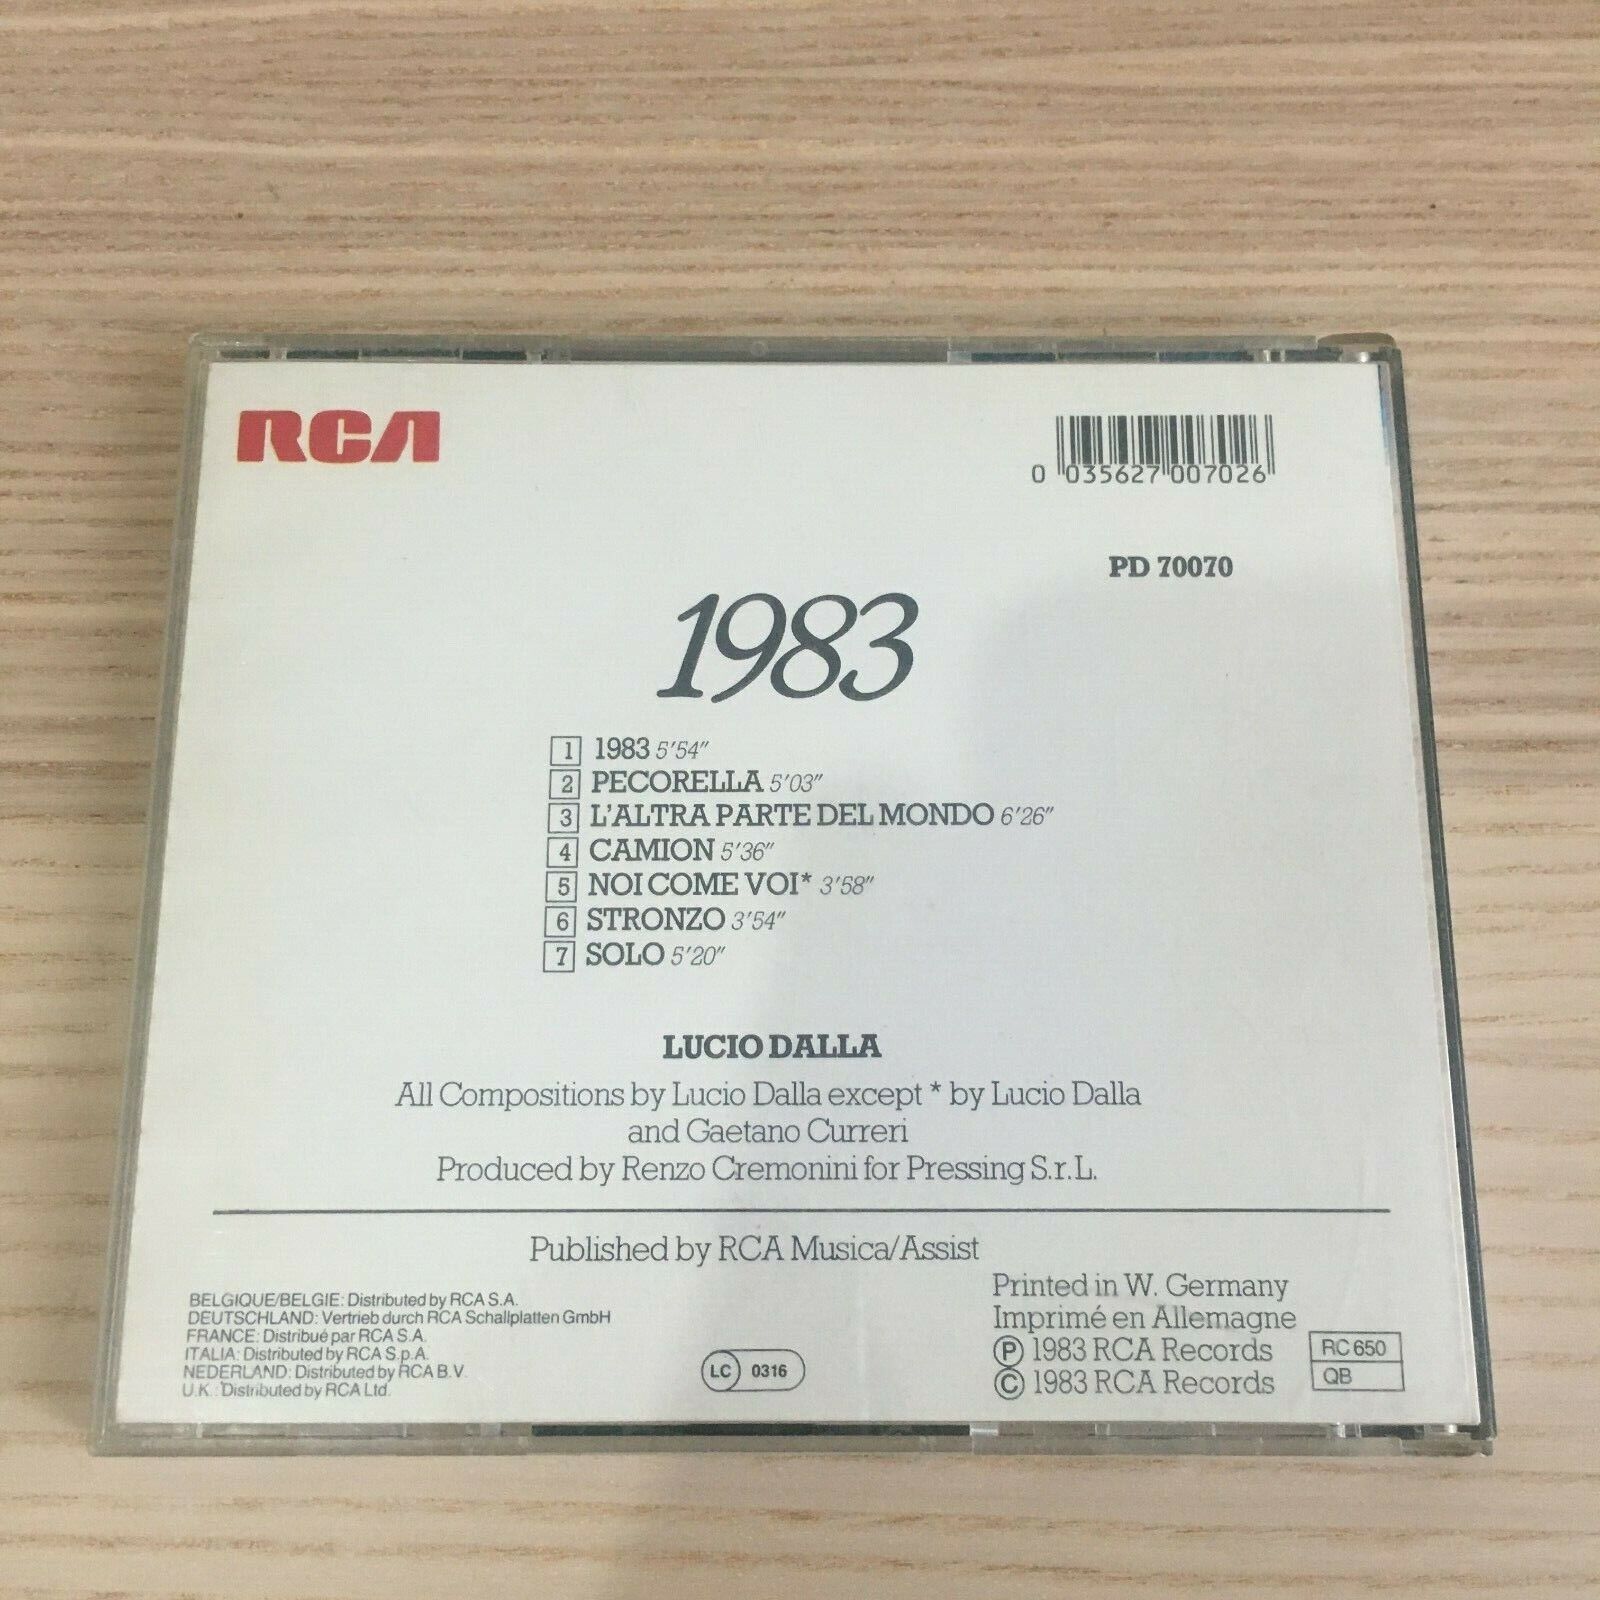 RCA
0 035627 007026
PD 70070
1983
1 1983 5'54"
2 PECORELLA 5'03"
3 L'ALTRA PARTE DEL MONDO 6'26"
4 CAMION 5'36"
5 NOI COME VOI* 3'58"
6 STRONZO 3'54"
7 SOLO 5'20"
LUCIO DALLA
All Compositions by Lucio Dalla except * by Lucio Dalla
and Gaetano Curreri
Produced by Renzo Cremonini for Pressing S.r.L.
Published by RCA Musica/Assist
BELGIQUE/BELGIE: Distributed by RCA S.A.
DEUTSCHLAND: Vertrieb durch RCA Schallplatten GmbH
FRANCE: Distribué par RCA S.A.
ITALIA: Distributed by RCA S.p.A.
NEDERLAND: Distributed by RCA B.V.
U.K.: Distributed by RCA Ltd.
LC 0316
Printed in W. Germany
Imprimé en Allemagne
Ⓟ 1983 RCA Records
© 1983 RCA Records
RC 650
QB